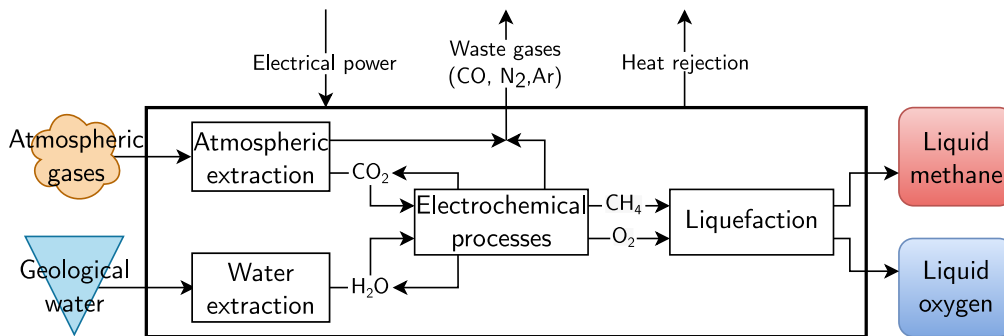 Electrical power
Waste gases
(CO, N₂,Ar)
Heat rejection
Atmospheric
gases
Atmospheric
extraction
CO₂
Electrochemical
processes
CH₄
O₂
Liquefaction
Liquid
methane
Geological
water
Water
extraction
H₂O
Liquid
oxygen